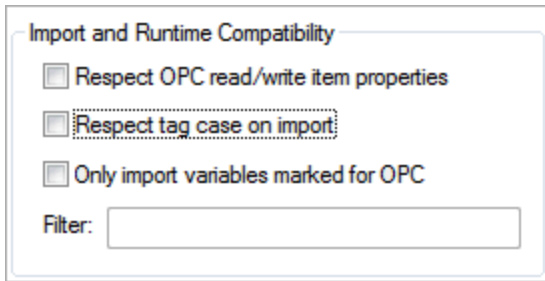 Import and Runtime Compatibility
Respect OPC read/write item properties
Respect tag case on import
Only import variables marked for OPC
Filter: